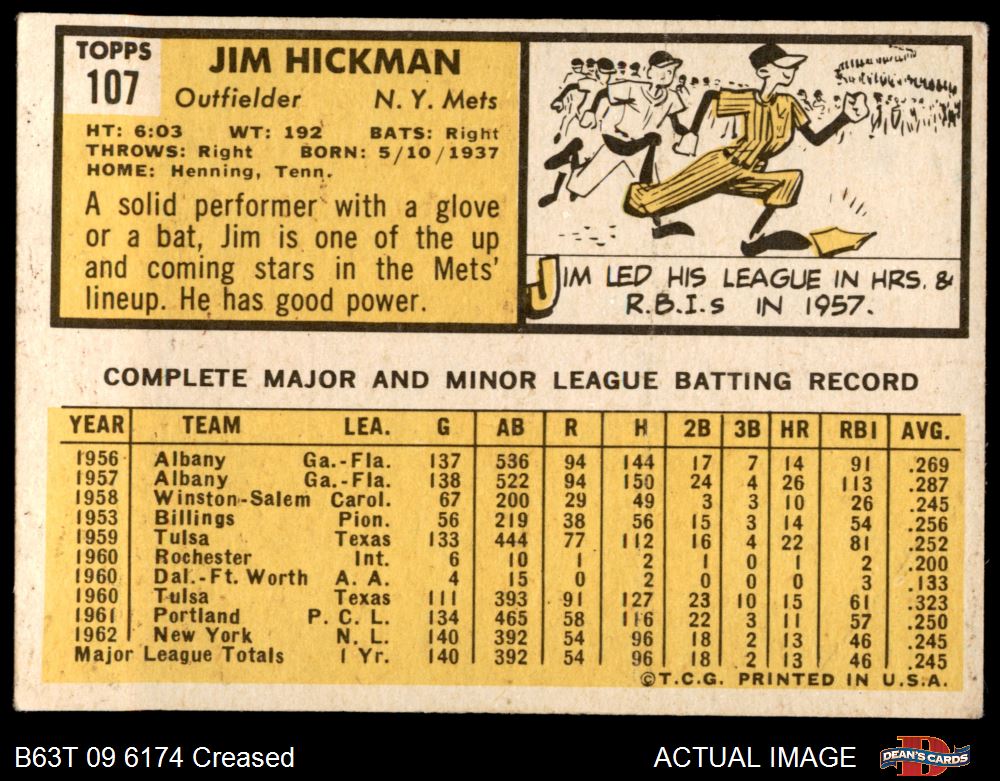 TOPPS
107
JIM HICKMAN
Outfielder N. Y. Mets
HT: 6:03 WT: 192 BATS: Right
THROWS: Right BORN: 5/10/1937
HOME: Henning, Tenn.
A solid performer with a glove
or a bat, Jim is one of the up
and coming stars in the Mets'
lineup. He has good power.
JIM LED HIS LEAGUE IN HRS. &
R.B.I.s IN 1957.
COMPLETE MAJOR AND MINOR LEAGUE BATTING RECORD
YEAR TEAM LEA. G AB R H 2B 3B HR RBI AVG.
1956 Albany Ga.-Fla. 137 536 94 144 17 7 14 91 .269
1957 Albany Ga.-Fla. 138 522 94 150 24 4 26 113 .287
1958 Winston-Salem Carol. 67 200 29 49 3 3 10 26 .245
1953 Billings Pion. 56 219 38 56 15 3 14 54 .256
1959 Tulsa Texas 133 444 77 112 16 4 22 81 .252
1960 Rochester Int. 6 10 1 2 1 0 1 2 .200
1960 Dal.-Ft. Worth A. A. 4 15 0 2 0 0 0 3 .133
1960 Tulsa Texas 111 393 91 127 23 10 15 61 .323
1961 Portland P. C. L. 134 465 58 116 22 3 11 57 .250
1962 New York N. L. 140 392 54 96 18 2 13 46 .245
Major League Totals 1 Yr. 140 392 54 96 18 2 13 46 .245
©T.C.G. PRINTED IN U.S.A.
B63T 09 6174 Creased ACTUAL IMAGE
DEAN'S CARDS